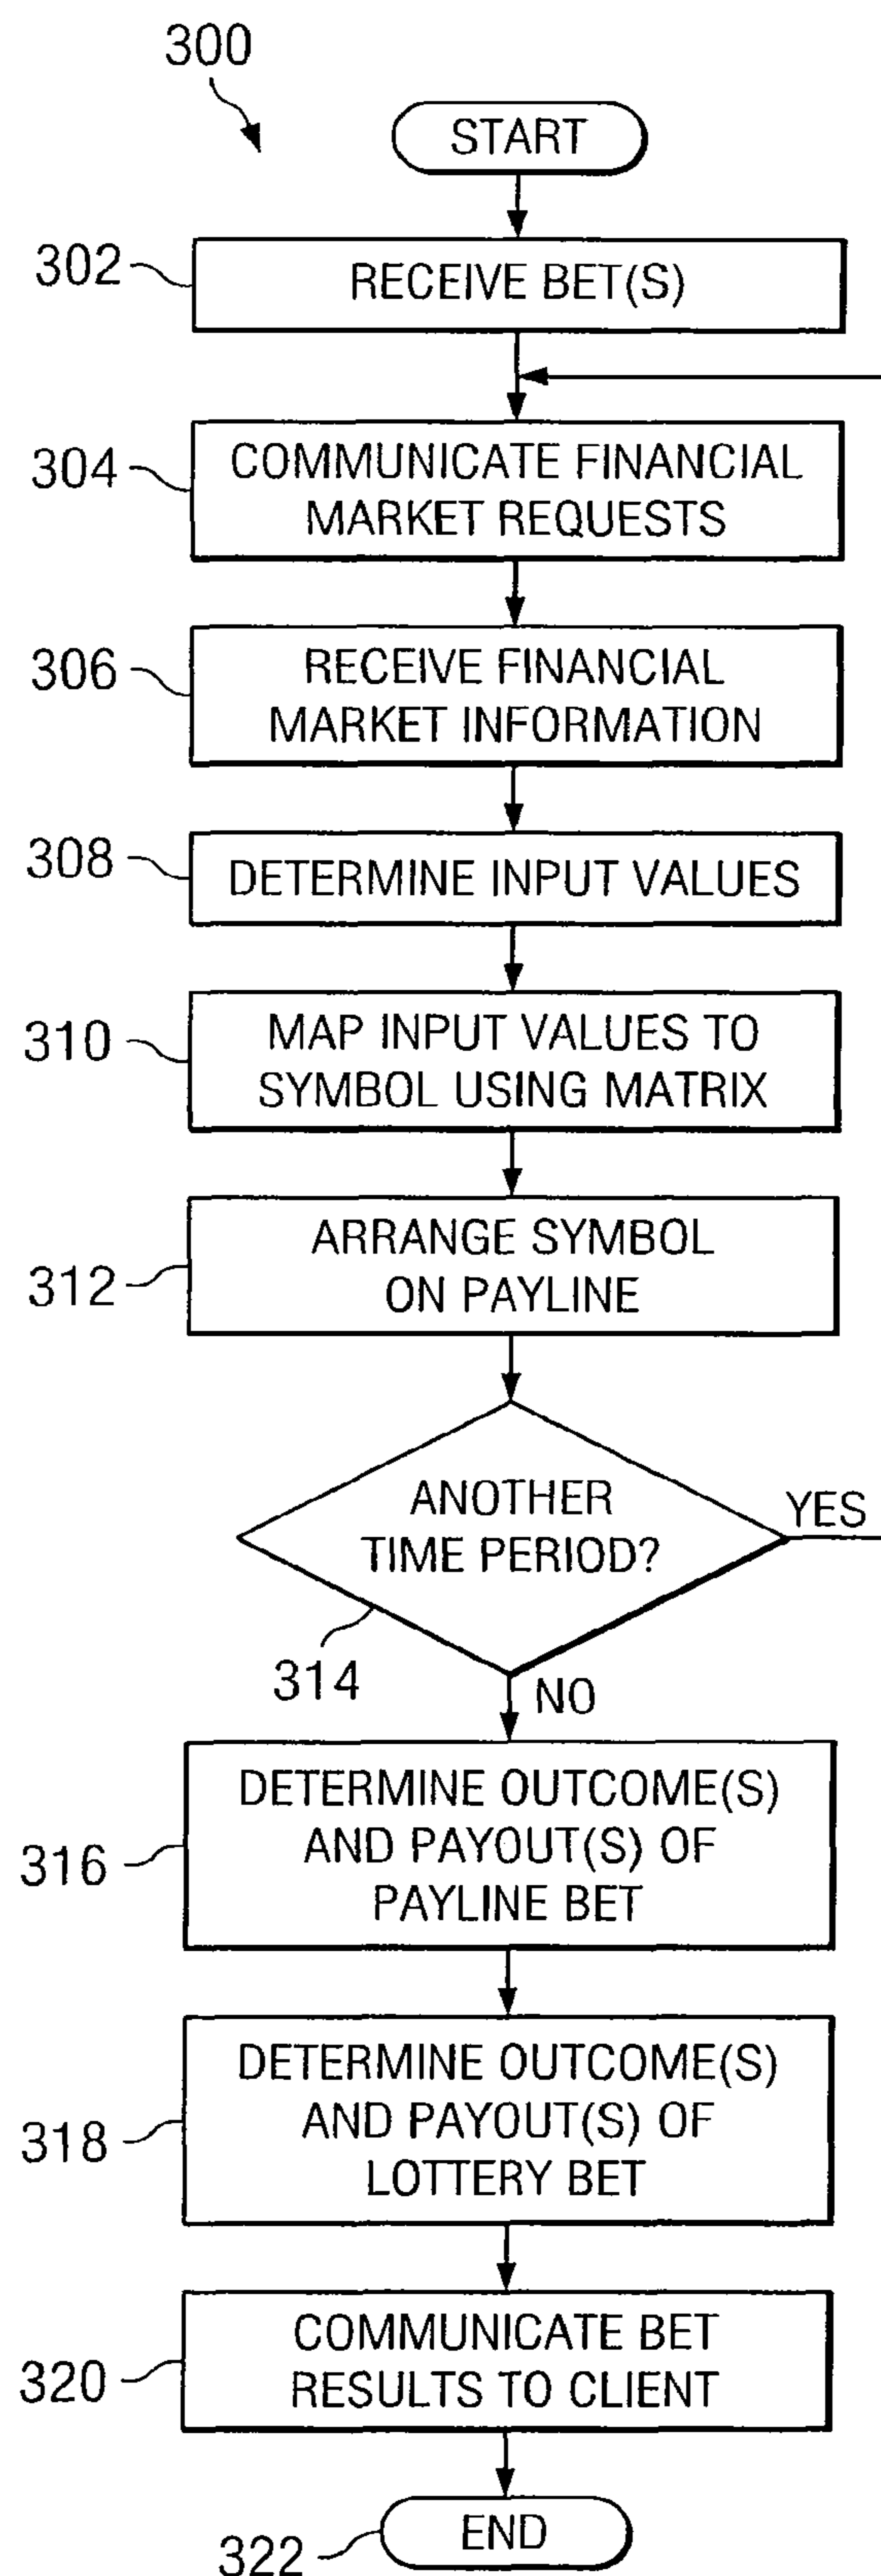 300
START
302
RECEIVE BET(S)
304
COMMUNICATE FINANCIAL
MARKET REQUESTS
306
RECEIVE FINANCIAL
MARKET INFORMATION
308
DETERMINE INPUT VALUES
310
MAP INPUT VALUES TO
SYMBOL USING MATRIX
312
ARRANGE SYMBOL
ON PAYLINE
ANOTHER
TIME PERIOD?
YES
314
NO
316
DETERMINE OUTCOME(S)
AND PAYOUT(S) OF
PAYLINE BET
318
DETERMINE OUTCOME(S)
AND PAYOUT(S) OF
LOTTERY BET
320
COMMUNICATE BET
RESULTS TO CLIENT
322
END